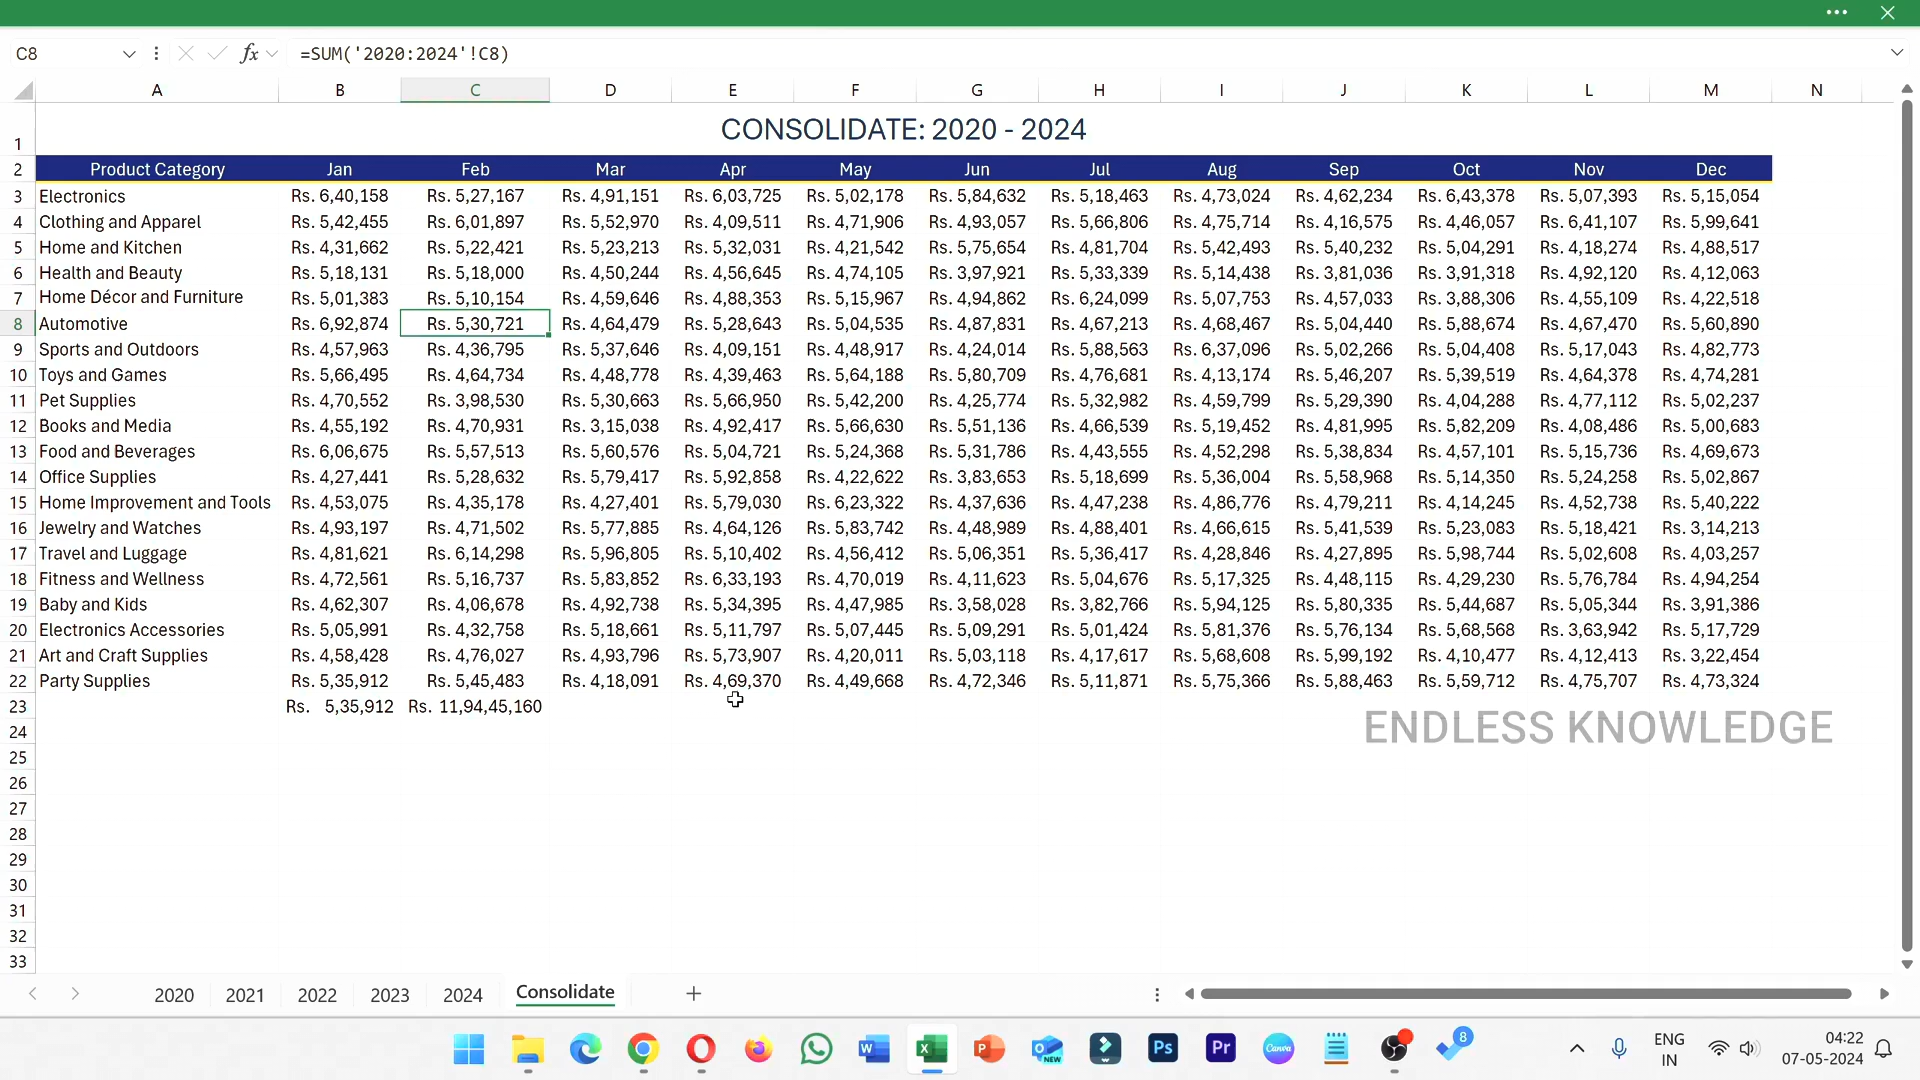 C8 fx =SUM('2020:2024'!C8)
A B C D E F G H I J K L M N
1 CONSOLIDATE: 2020 - 2024
2 Product Category Jan Feb Mar Apr May Jun Jul Aug Sep Oct Nov Dec
3 Electronics Rs. 6,40,158 Rs. 5,27,167 Rs. 4,91,151 Rs. 6,03,725 Rs. 5,02,178 Rs. 5,84,632 Rs. 5,18,463 Rs. 4,73,024 Rs. 4,62,234 Rs. 6,43,378 Rs. 5,07,393 Rs. 5,15,054
4 Clothing and Apparel Rs. 5,42,455 Rs. 6,01,897 Rs. 5,52,970 Rs. 4,09,511 Rs. 4,71,906 Rs. 4,93,057 Rs. 5,66,806 Rs. 4,75,714 Rs. 4,16,575 Rs. 4,46,057 Rs. 6,41,107 Rs. 5,99,641
5 Home and Kitchen Rs. 4,31,662 Rs. 5,22,421 Rs. 5,23,213 Rs. 5,32,031 Rs. 4,21,542 Rs. 5,75,654 Rs. 4,81,704 Rs. 5,42,493 Rs. 5,40,232 Rs. 5,04,291 Rs. 4,18,274 Rs. 4,88,517
6 Health and Beauty Rs. 5,18,131 Rs. 5,18,000 Rs. 4,50,244 Rs. 4,56,645 Rs. 4,74,105 Rs. 3,97,921 Rs. 5,33,339 Rs. 5,14,438 Rs. 3,81,036 Rs. 3,91,318 Rs. 4,92,120 Rs. 4,12,063
7 Home Décor and Furniture Rs. 5,01,383 Rs. 5,10,154 Rs. 4,59,646 Rs. 4,88,353 Rs. 5,15,967 Rs. 4,94,862 Rs. 6,24,099 Rs. 5,07,753 Rs. 4,57,033 Rs. 3,88,306 Rs. 4,55,109 Rs. 4,22,518
8 Automotive Rs. 6,92,874 Rs. 5,30,721 Rs. 4,64,479 Rs. 5,28,643 Rs. 5,04,535 Rs. 4,87,831 Rs. 4,67,213 Rs. 4,68,467 Rs. 5,04,440 Rs. 5,88,674 Rs. 4,67,470 Rs. 5,60,890
9 Sports and Outdoors Rs. 4,57,963 Rs. 4,36,795 Rs. 5,37,646 Rs. 4,09,151 Rs. 4,48,917 Rs. 4,24,014 Rs. 5,88,563 Rs. 6,37,096 Rs. 5,02,266 Rs. 5,04,408 Rs. 5,17,043 Rs. 4,82,773
10 Toys and Games Rs. 5,66,495 Rs. 4,64,734 Rs. 4,48,778 Rs. 4,39,463 Rs. 5,64,188 Rs. 5,80,709 Rs. 4,76,681 Rs. 4,13,174 Rs. 5,46,207 Rs. 5,39,519 Rs. 4,64,378 Rs. 4,74,281
11 Pet Supplies Rs. 4,70,552 Rs. 3,98,530 Rs. 5,30,663 Rs. 5,66,950 Rs. 5,42,200 Rs. 4,25,774 Rs. 5,32,982 Rs. 4,59,799 Rs. 5,29,390 Rs. 4,04,288 Rs. 4,77,112 Rs. 5,02,237
12 Books and Media Rs. 4,55,192 Rs. 4,70,931 Rs. 3,15,038 Rs. 4,92,417 Rs. 5,66,630 Rs. 5,51,136 Rs. 4,66,539 Rs. 5,19,452 Rs. 4,81,995 Rs. 5,82,209 Rs. 4,08,486 Rs. 5,00,683
13 Food and Beverages Rs. 6,06,675 Rs. 5,57,513 Rs. 5,60,576 Rs. 5,04,721 Rs. 5,24,368 Rs. 5,31,786 Rs. 4,43,555 Rs. 4,52,298 Rs. 5,38,834 Rs. 4,57,101 Rs. 5,15,736 Rs. 4,69,673
14 Office Supplies Rs. 4,27,441 Rs. 5,28,632 Rs. 5,79,417 Rs. 5,92,858 Rs. 4,22,622 Rs. 3,83,653 Rs. 5,18,699 Rs. 5,36,004 Rs. 5,58,968 Rs. 5,14,350 Rs. 5,24,258 Rs. 5,02,867
15 Home Improvement and Tools Rs. 4,53,075 Rs. 4,35,178 Rs. 4,27,401 Rs. 5,79,030 Rs. 6,23,322 Rs. 4,37,636 Rs. 4,47,238 Rs. 4,86,776 Rs. 4,79,211 Rs. 4,14,245 Rs. 4,52,738 Rs. 5,40,222
16 Jewelry and Watches Rs. 4,93,197 Rs. 4,71,502 Rs. 5,77,885 Rs. 4,64,126 Rs. 5,83,742 Rs. 4,48,989 Rs. 4,88,401 Rs. 4,66,615 Rs. 5,41,539 Rs. 5,23,083 Rs. 5,18,421 Rs. 3,14,213
17 Travel and Luggage Rs. 4,81,621 Rs. 6,14,298 Rs. 5,96,805 Rs. 5,10,402 Rs. 4,56,412 Rs. 5,06,351 Rs. 5,36,417 Rs. 4,28,846 Rs. 4,27,895 Rs. 5,98,744 Rs. 5,02,608 Rs. 4,03,257
18 Fitness and Wellness Rs. 4,72,561 Rs. 5,16,737 Rs. 5,83,852 Rs. 6,33,193 Rs. 4,70,019 Rs. 4,11,623 Rs. 5,04,676 Rs. 5,17,325 Rs. 4,48,115 Rs. 4,29,230 Rs. 5,76,784 Rs. 4,94,254
19 Baby and Kids Rs. 4,62,307 Rs. 4,06,678 Rs. 4,92,738 Rs. 5,34,395 Rs. 4,47,985 Rs. 3,58,028 Rs. 3,82,766 Rs. 5,94,125 Rs. 5,80,335 Rs. 5,44,687 Rs. 5,05,344 Rs. 3,91,386
20 Electronics Accessories Rs. 5,05,991 Rs. 4,32,758 Rs. 5,18,661 Rs. 5,11,797 Rs. 5,07,445 Rs. 5,09,291 Rs. 5,01,424 Rs. 5,81,376 Rs. 5,76,134 Rs. 5,68,568 Rs. 3,63,942 Rs. 5,17,729
21 Art and Craft Supplies Rs. 4,58,428 Rs. 4,76,027 Rs. 4,93,796 Rs. 5,73,907 Rs. 4,20,011 Rs. 5,03,118 Rs. 4,17,617 Rs. 5,68,608 Rs. 5,99,192 Rs. 4,10,477 Rs. 4,12,413 Rs. 3,22,454
22 Party Supplies Rs. 5,35,912 Rs. 5,45,483 Rs. 4,18,091 Rs. 4,69,370 Rs. 4,49,668 Rs. 4,72,346 Rs. 5,11,871 Rs. 5,75,366 Rs. 5,88,463 Rs. 5,59,712 Rs. 4,75,707 Rs. 4,73,324
23 Rs. 5,35,912 Rs. 11,94,45,160
ENDLESS KNOWLEDGE
24
25
26
27
28
29
30
31
32
33
2020 2021 2022 2023 2024 Consolidate
W X P O NEW Ps Pr Canva 8
ENG 04:22
IN 07-05-2024